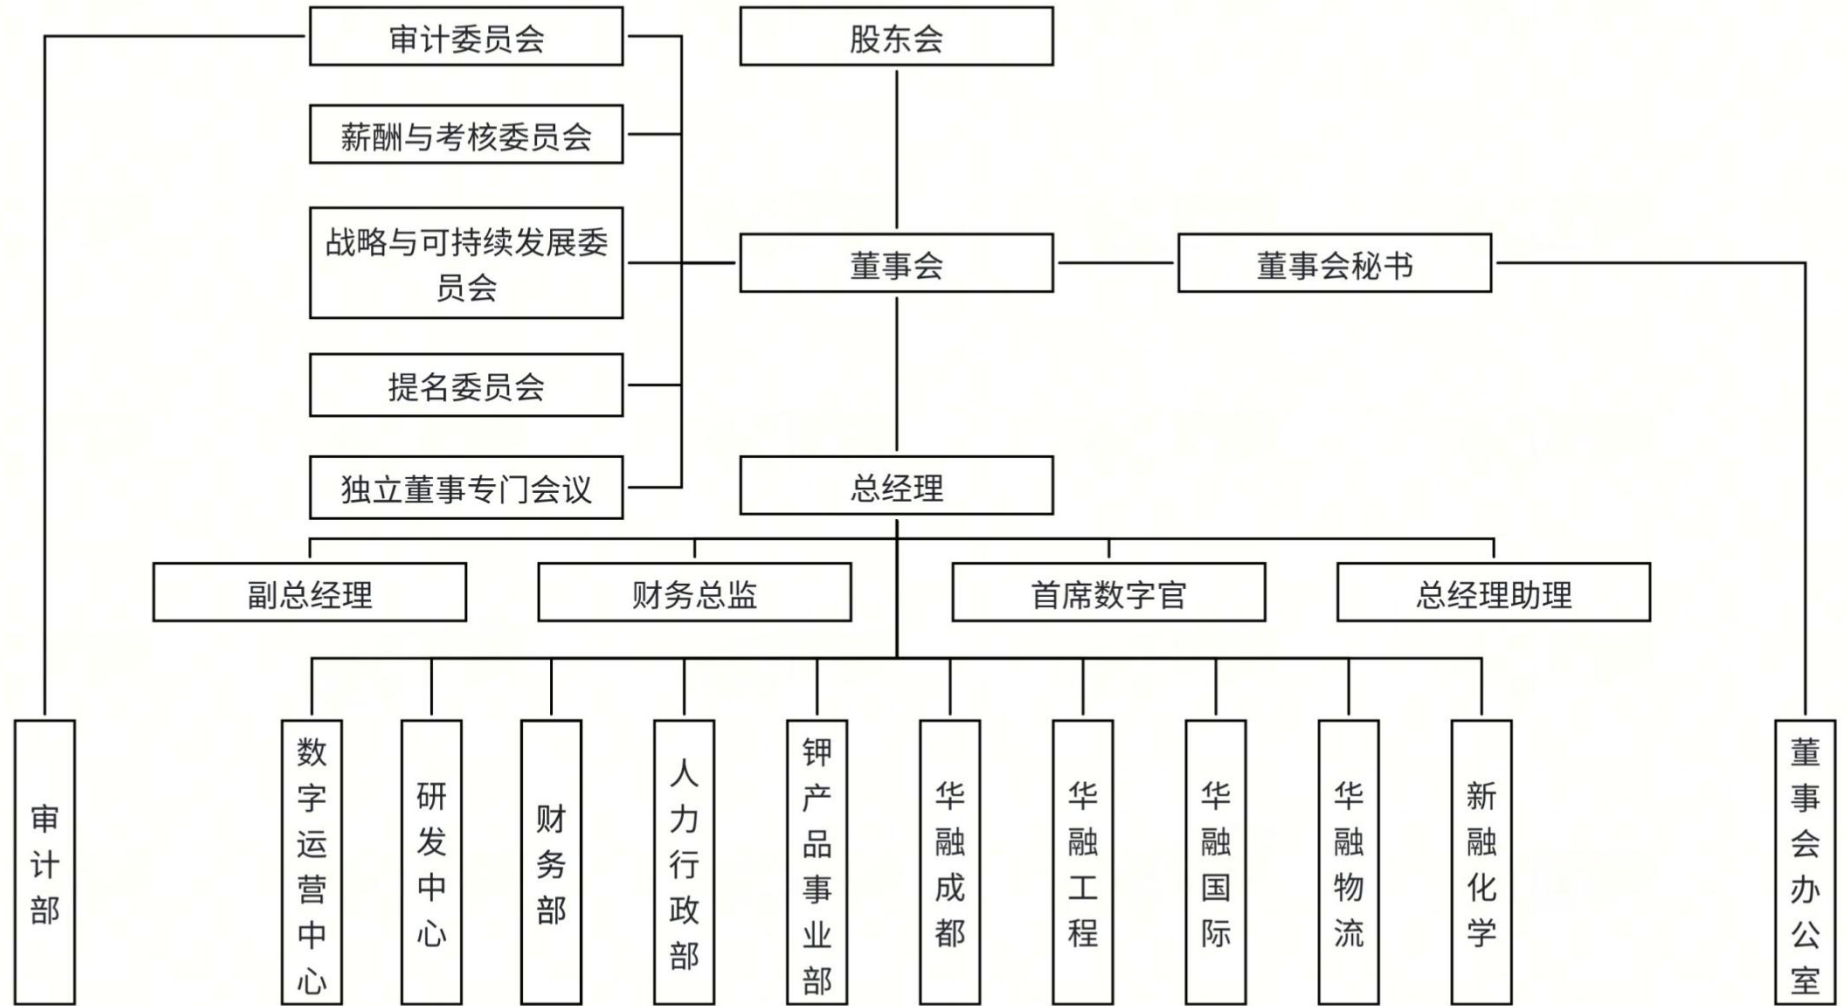 审计委员会
股东会
薪酬与考核委员会
战略与可持续发展委
员会
董事会
董事会秘书
提名委员会
独立董事专门会议
总经理
副总经理
财务总监
首席数字官
总经理助理
审计部
数字运营中心
研发中心
财务部
人力行政部
钾产品事业部
华融成都
华融工程
华融国际
华融物流
新融化学
董事会办公室